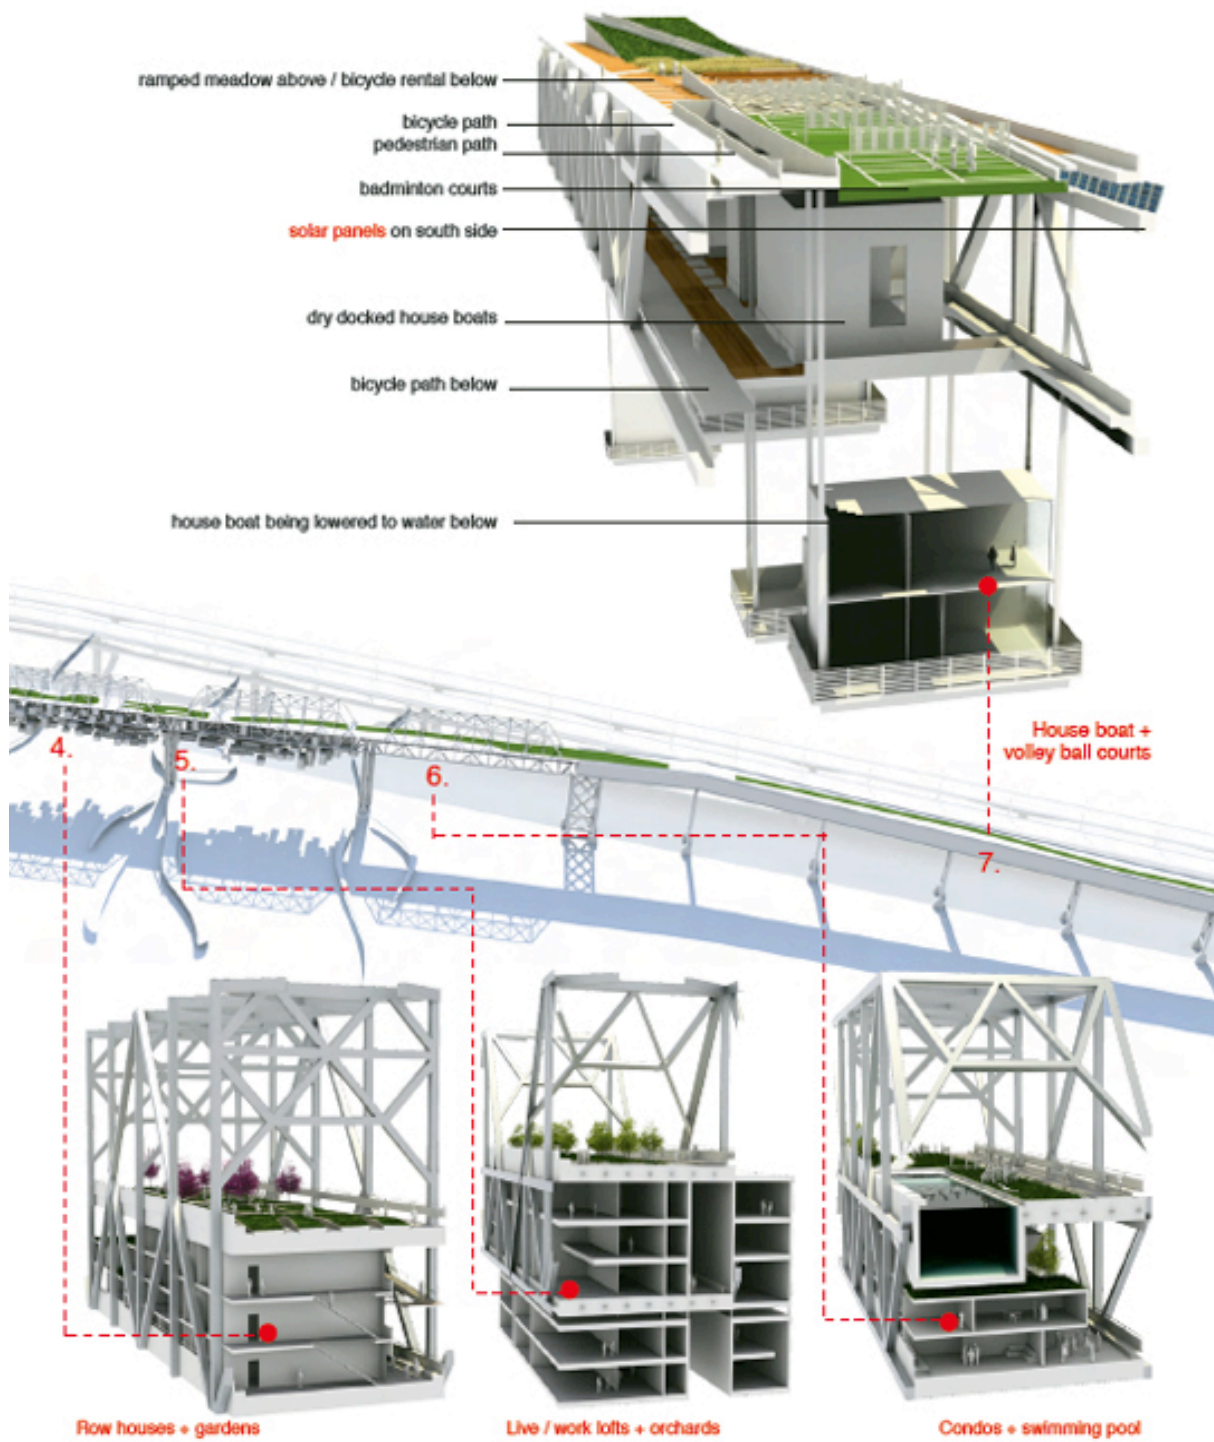 ramped meadow above / bicycle rental below
bicycle path
pedestrian path
badminton courts
solar panels on south side
dry docked house boats
bicycle path below
house boat being lowered to water below
House boat +
volley ball courts
4.
5.
6.
7.
Row houses + gardens
Live / work lofts + orchards
Condos + swimming pool